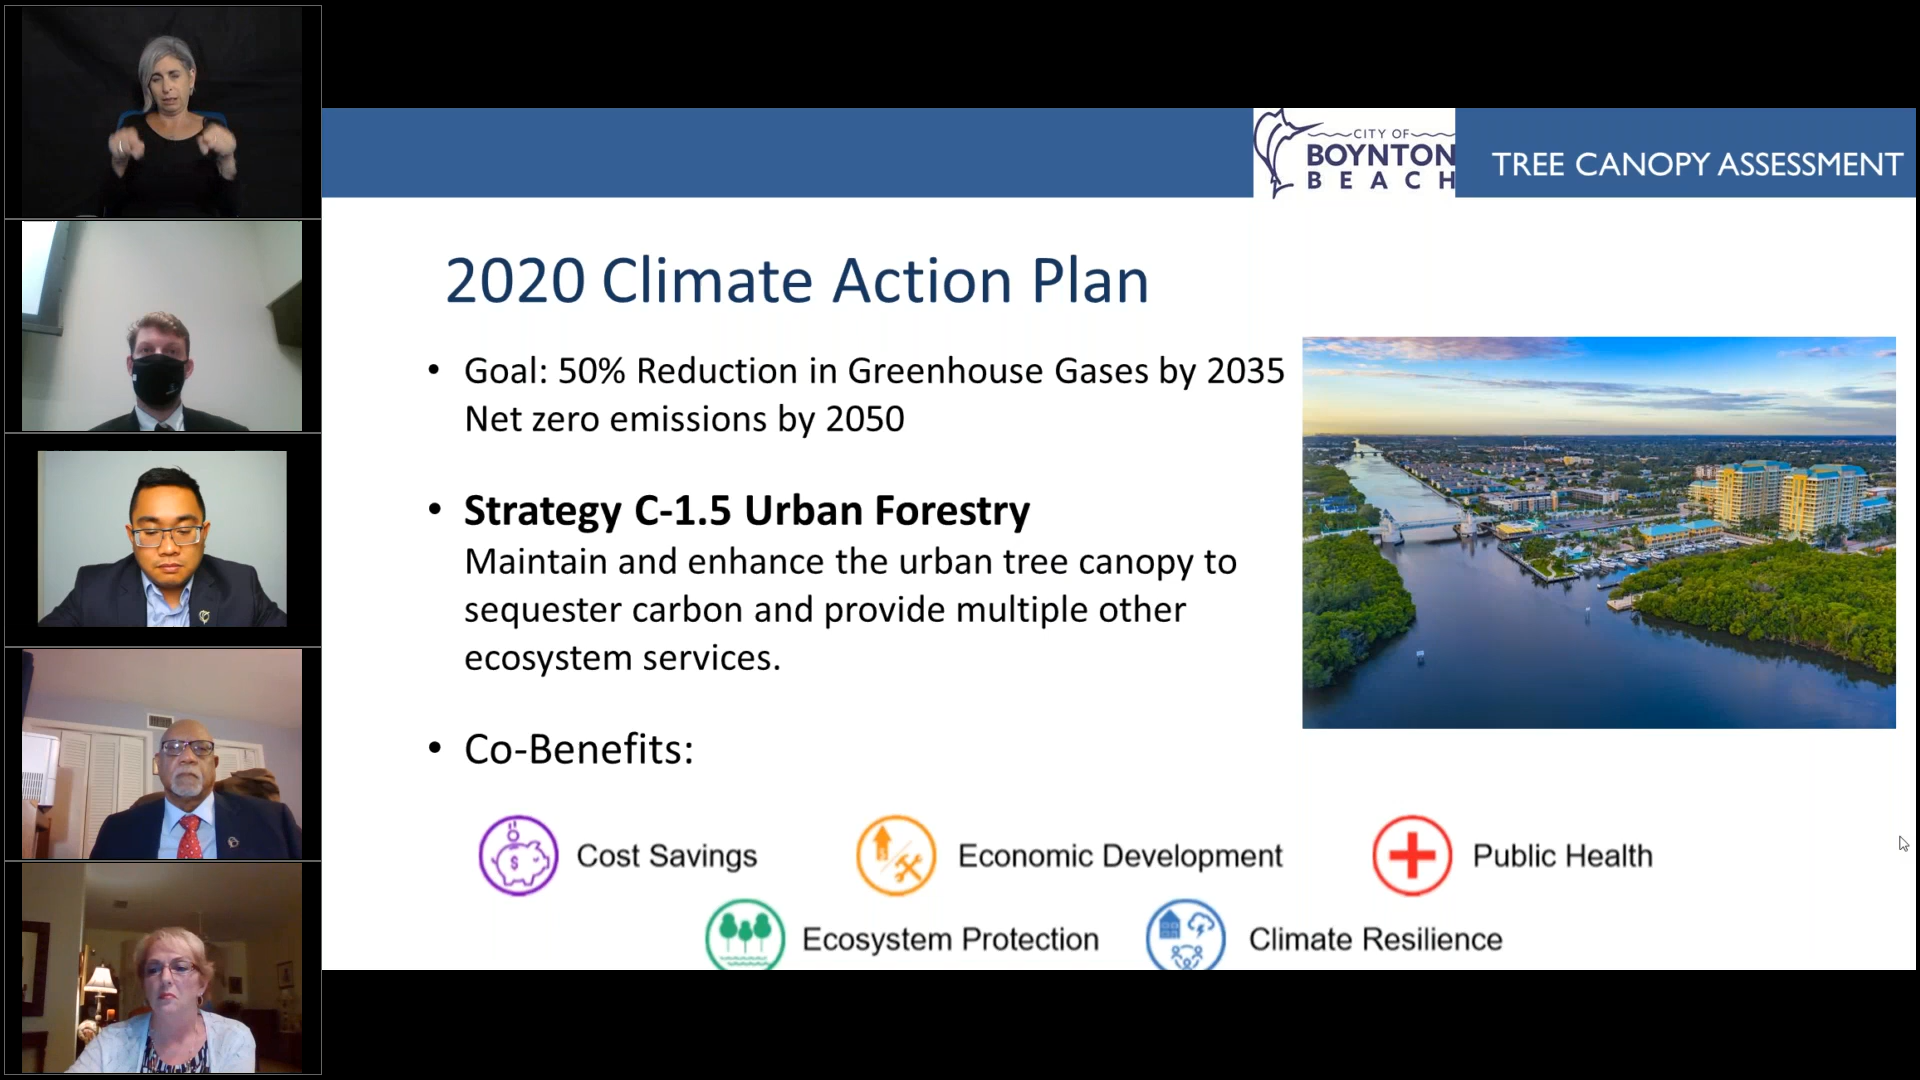 CITY OF
BOYNTON
BEACH
TREE CANOPY ASSESSMENT
2020 Climate Action Plan
• Goal: 50% Reduction in Greenhouse Gases by 2035
Net zero emissions by 2050
• Strategy C-1.5 Urban Forestry
Maintain and enhance the urban tree canopy to
sequester carbon and provide multiple other
ecosystem services.
• Co-Benefits:
$ Cost Savings
Economic Development
Public Health
Ecosystem Protection
Climate Resilience